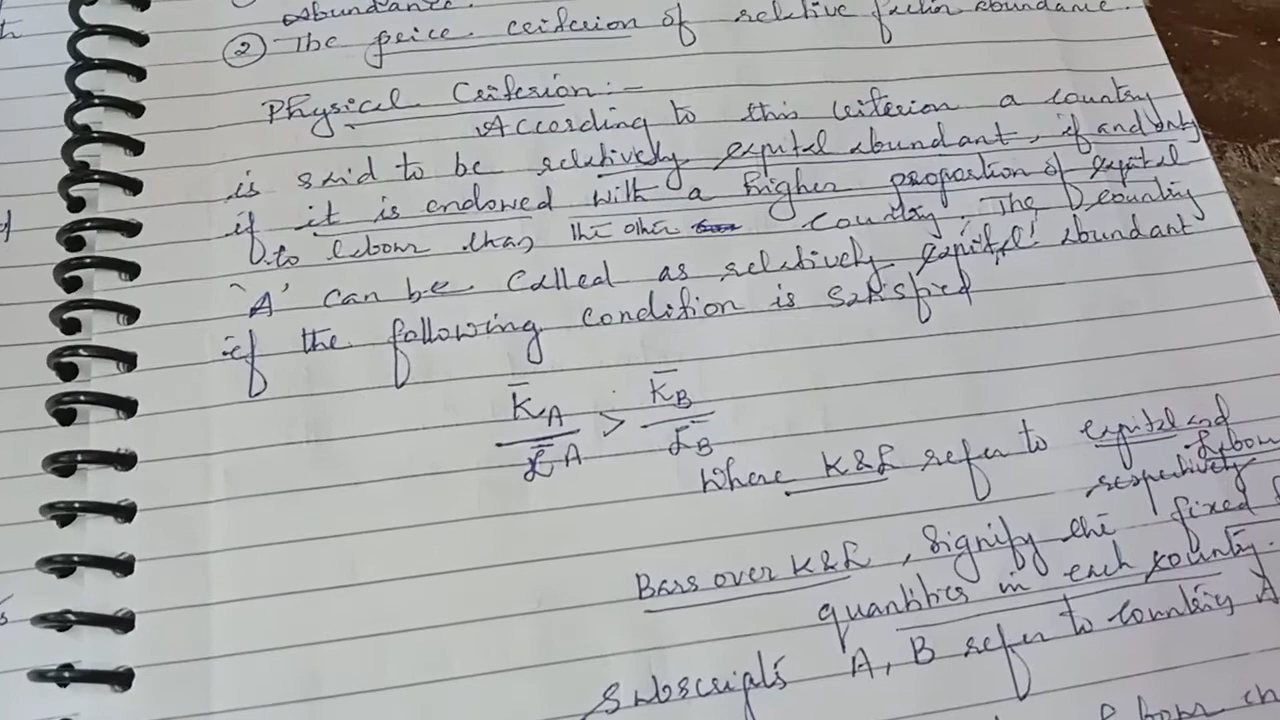 abundance.
② The price criterion of relative factor abundance.
Physical Criterion:-
According to this criterion a country
is said to be relatively capital abundant, if and only
if it is endowed with a higher proportion of capital
to labour than the other country. The country
'A' can be called as relatively capital abundant
if the following condition is satisfied
K̄A / L̄A > K̄B / L̄B
Where K & L refer to capital and
Labour
respectively
Bars over K & L, signify the fixed
quantities in each country.
Subscripts A, B refer to country A